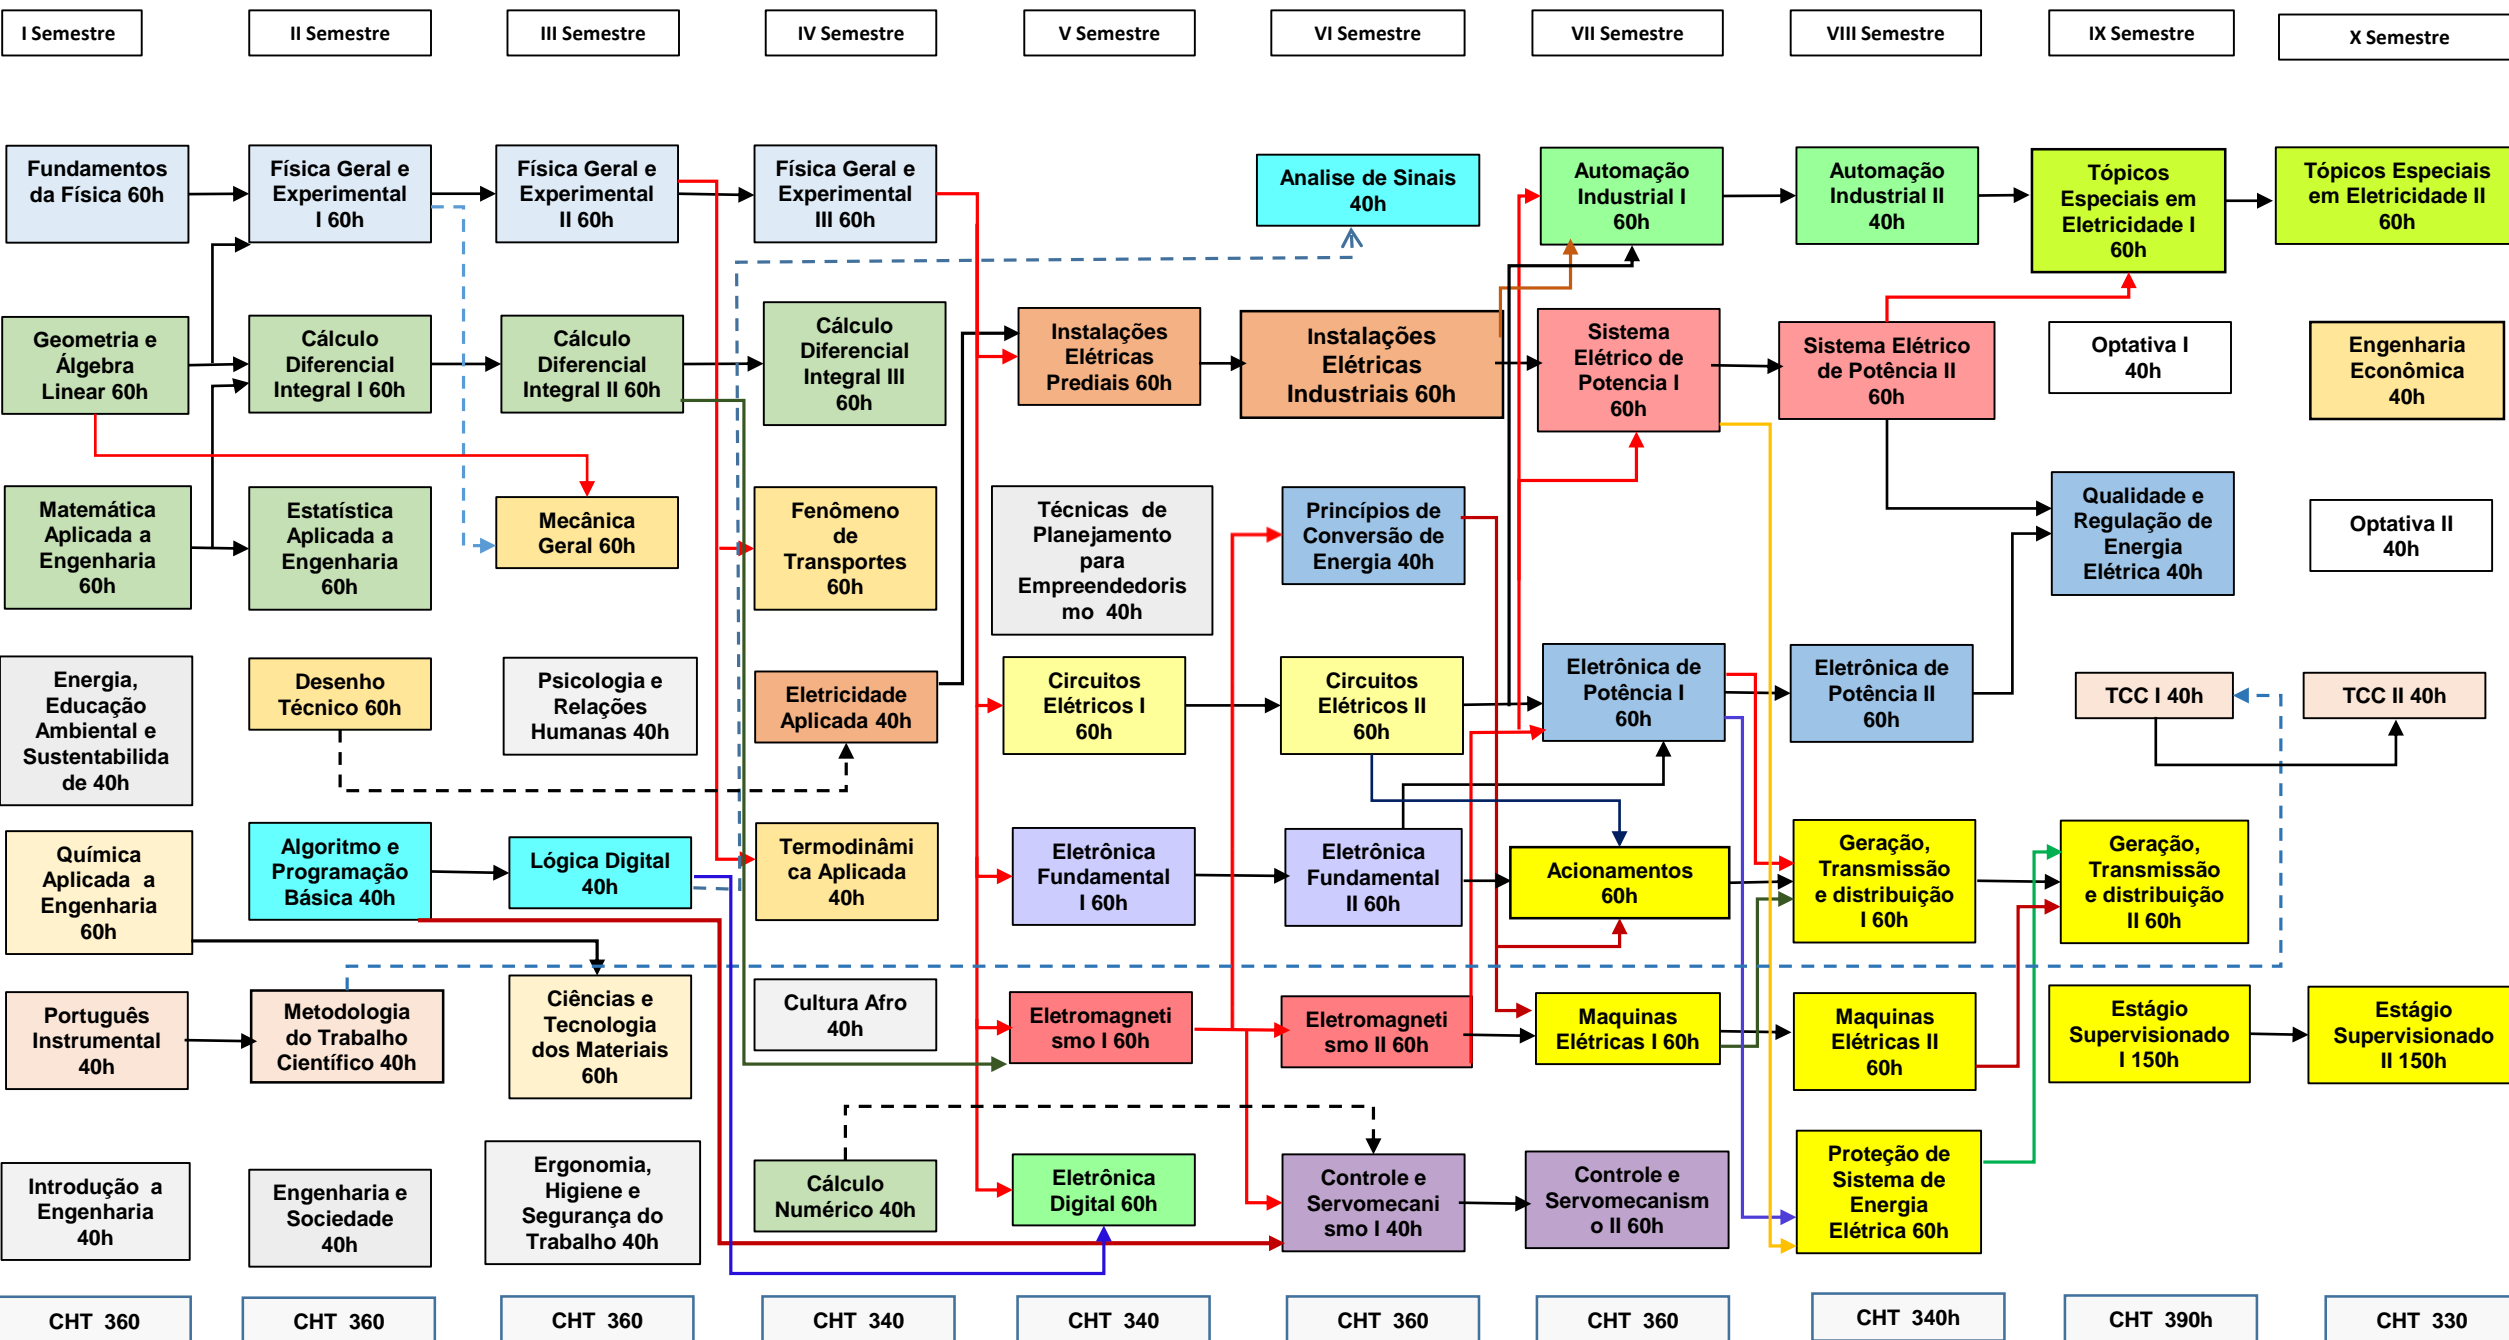 I Semestre
II Semestre
III Semestre
IV Semestre
V Semestre
VI Semestre
VII Semestre
VIII Semestre
IX Semestre
X Semestre
Fundamentos
da Física 60h
Física Geral e
Experimental
I 60h
Física Geral e
Experimental
II 60h
Física Geral e
Experimental
III 60h
Analise de Sinais
40h
Automação
Industrial I
60h
Automação
Industrial II
40h
Tópicos
Especiais em
Eletricidade I
60h
Tópicos Especiais
em Eletricidade II
60h
Geometria e
Álgebra
Linear 60h
Cálculo
Diferencial
Integral I 60h
Cálculo
Diferencial
Integral II 60h
Cálculo
Diferencial
Integral III
60h
Instalações
Elétricas
Prediais 60h
Instalações
Elétricas
Industriais 60h
Sistema
Elétrico de
Potencia I
60h
Sistema Elétrico
de Potência II
60h
Optativa I
40h
Engenharia
Econômica
40h
Matemática
Aplicada a
Engenharia
60h
Estatística
Aplicada a
Engenharia
60h
Mecânica
Geral 60h
Fenômeno
de
Transportes
60h
Técnicas de
Planejamento
para
Empreendedoris
mo 40h
Princípios de
Conversão de
Energia 40h
Qualidade e
Regulação de
Energia
Elétrica 40h
Optativa II
40h
Energia,
Educação
Ambiental e
Sustentabilida
de 40h
Desenho
Técnico 60h
Psicologia e
Relações
Humanas 40h
Eletricidade
Aplicada 40h
Circuitos
Elétricos I
60h
Circuitos
Elétricos II
60h
Eletrônica de
Potência I
60h
Eletrônica de
Potência II
60h
TCC I 40h
TCC II 40h
Química
Aplicada a
Engenharia
60h
Algoritmo e
Programação
Básica 40h
Lógica Digital
40h
Termodinâmi
ca Aplicada
40h
Eletrônica
Fundamental
I 60h
Eletrônica
Fundamental
II 60h
Acionamentos
60h
Geração,
Transmissão
e distribuição
I 60h
Geração,
Transmissão
e distribuição
II 60h
Português
Instrumental
40h
Metodologia
do Trabalho
Científico 40h
Ciências e
Tecnologia
dos Materiais
60h
Cultura Afro
40h
Eletromagneti
smo I 60h
Eletromagneti
smo II 60h
Maquinas
Elétricas I 60h
Maquinas
Elétricas II
60h
Estágio
Supervisionado
I 150h
Estágio
Supervisionado
II 150h
Introdução a
Engenharia
40h
Engenharia e
Sociedade
40h
Ergonomia,
Higiene e
Segurança do
Trabalho 40h
Cálculo
Numérico 40h
Eletrônica
Digital 60h
Controle e
Servomecani
smo I 40h
Controle e
Servomecanism
o II 60h
Proteção de
Sistema de
Energia
Elétrica 60h
CHT 360
CHT 360
CHT 360
CHT 340
CHT 340
CHT 360
CHT 360
CHT 340h
CHT 390h
CHT 330